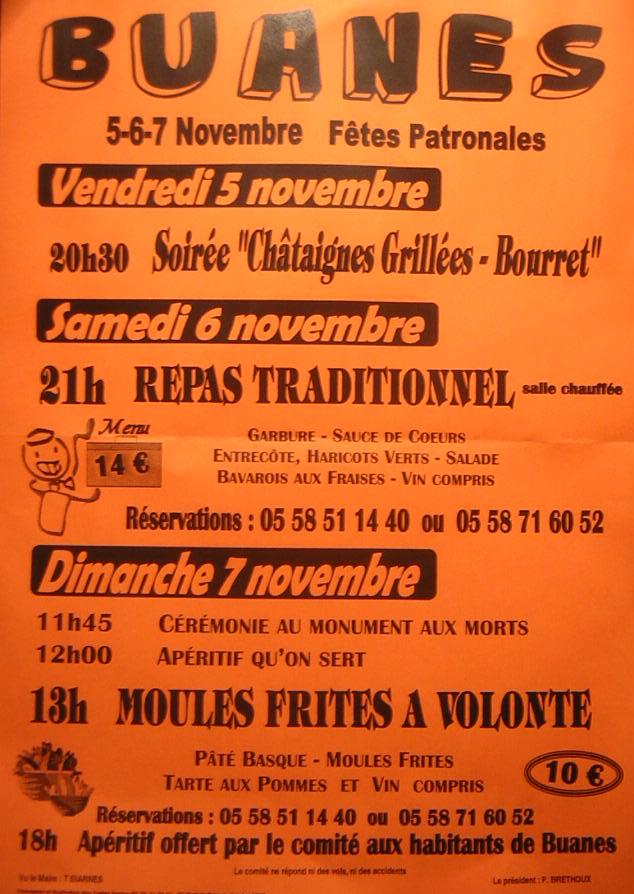 BUANES
5-6-7 Novembre Fêtes Patronales
Vendredi 5 novembre
20h30 Soirée "Châtaignes Grillées - Bourret"
Samedi 6 novembre
21h REPAS TRADITIONNEL salle chauffée
Menu
14 €
GARBURE - SAUCE DE COEURS
ENTRECÔTE, HARICOTS VERTS - SALADE
BAVAROIS AUX FRAISES - VIN COMPRIS
Réservations : 05 58 51 14 40 ou 05 58 71 60 52
Dimanche 7 novembre
11h45 CÉRÉMONIE AU MONUMENT AUX MORTS
12h00 APÉRITIF QU'ON SERT
13h MOULES FRITES A VOLONTE
PÂTÉ BASQUE - MOULES FRITES
TARTE AUX POMMES ET VIN COMPRIS
10 €
Réservations : 05 58 51 14 40 ou 05 58 71 60 52
18h Apéritif offert par le comité aux habitants de Buanes
Le comité ne répond ni des vols, ni des accidents
Vu le Maire : T BIARNES
Le président : P. BRETHOUX